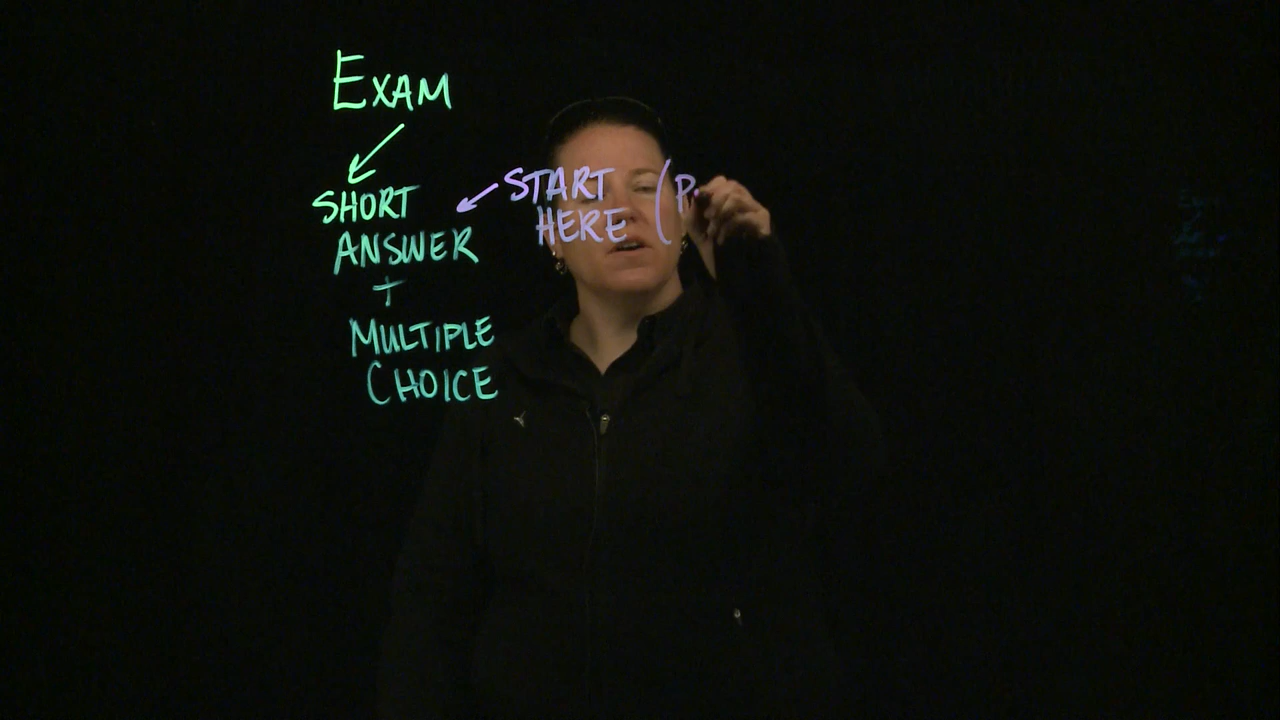 EXAM
SHORT
ANSWER
+
MULTIPLE
CHOICE
START
HERE
(P